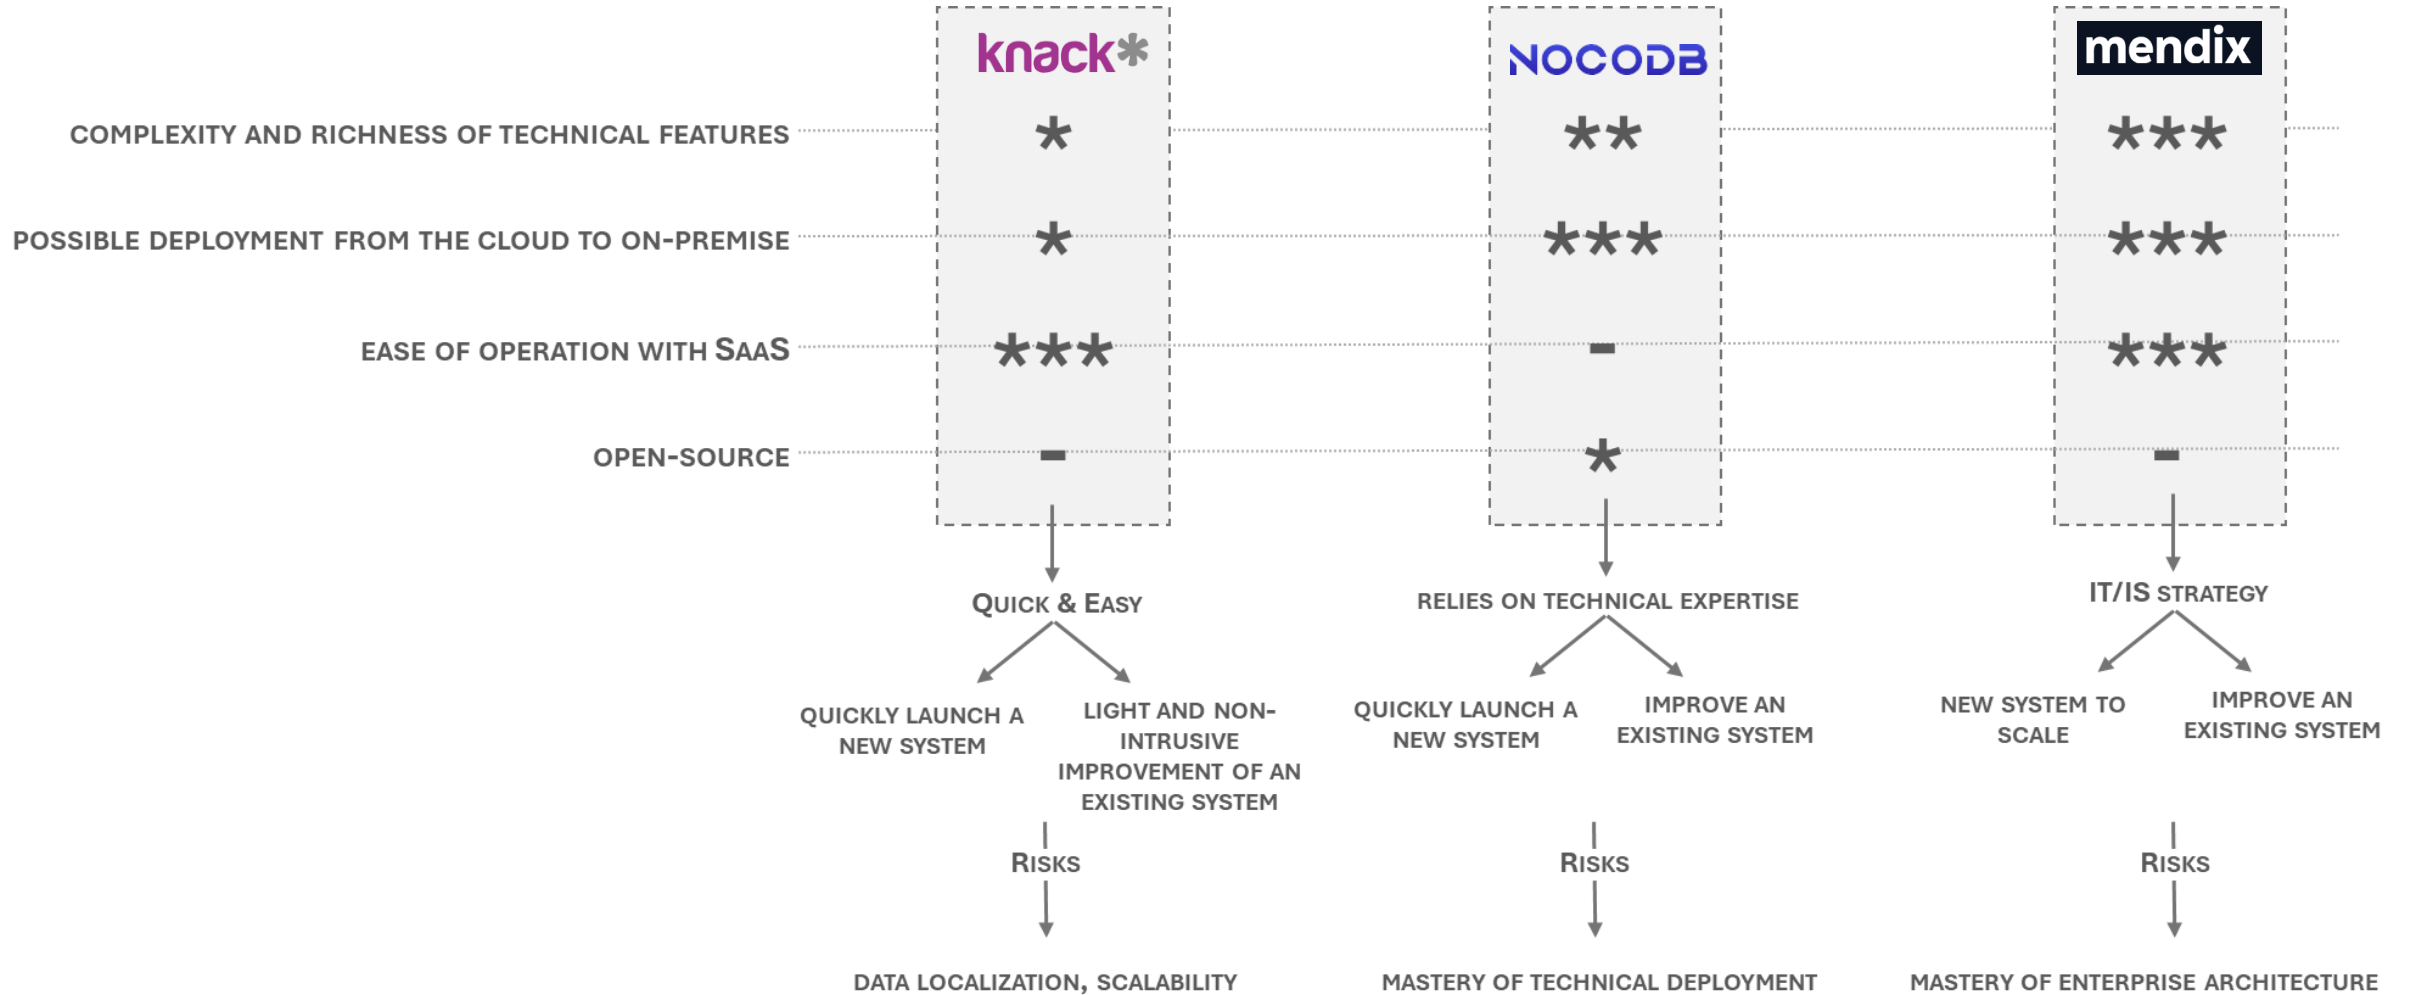 knack*
NOCODB
mendix
COMPLEXITY AND RICHNESS OF TECHNICAL FEATURES * ** ***
POSSIBLE DEPLOYMENT FROM THE CLOUD TO ON-PREMISE * *** ***
EASE OF OPERATION WITH SAAS *** - ***
OPEN-SOURCE - * -
QUICK & EASY
RELIES ON TECHNICAL EXPERTISE
IT/IS STRATEGY
QUICKLY LAUNCH A
NEW SYSTEM
LIGHT AND NON-
INTRUSIVE
IMPROVEMENT OF AN
EXISTING SYSTEM
QUICKLY LAUNCH A
NEW SYSTEM
IMPROVE AN
EXISTING SYSTEM
NEW SYSTEM TO
SCALE
IMPROVE AN
EXISTING SYSTEM
RISKS
RISKS
RISKS
DATA LOCALIZATION, SCALABILITY
MASTERY OF TECHNICAL DEPLOYMENT
MASTERY OF ENTERPRISE ARCHITECTURE